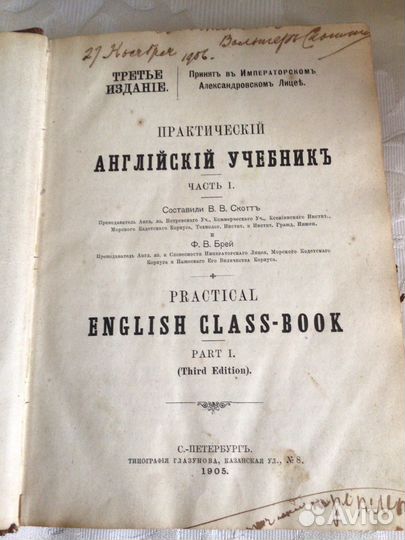 27 Ноября 1906.
Вальтеръ
ТРЕТЬЕ
ИЗДАНІЕ.
Принятъ въ Императорскомъ
Александровскомъ Лицеѣ.
ПРАКТИЧЕСКІЙ
АНГЛІЙСКІЙ УЧЕБНИКЪ
ЧАСТЬ I.
Составили В. В. Скоттъ
Преподаватель Англ. яз. Петровскаго Уч., Коммерческаго Уч., Ксеніинскаго Инстит.,
Морского Кадетскаго Корпуса, Технолог. Инстит. и Инстит. Гражд. Инжен.
и
Ф. В. Брей
Преподаватель Англ. яз. и Словесности Императорскаго Лицея, Морского Кадетскаго
Корпуса и Пажескаго Его Величества Корпуса.
PRACTICAL
ENGLISH CLASS-BOOK
PART I.
(Third Edition).
С.-ПЕТЕРБУРГЪ.
ТИПОГРАФІЯ ГЛАЗУНОВА, КАЗАНСКАЯ УЛ., №8.
1905.
Avito